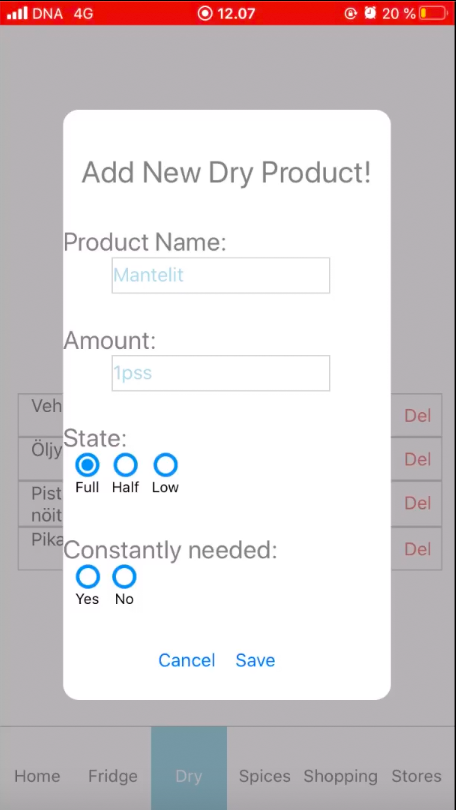 DNA 4G 12.07 20 %
Add New Dry Product!
Product Name:
Mantelit
Amount:
1pss
Veh Del
State:
Öljy Del
Full Half Low
Pist Del
nöit
Pika Del
Constantly needed:
Yes No
Cancel Save
Home Fridge Dry Spices Shopping Stores